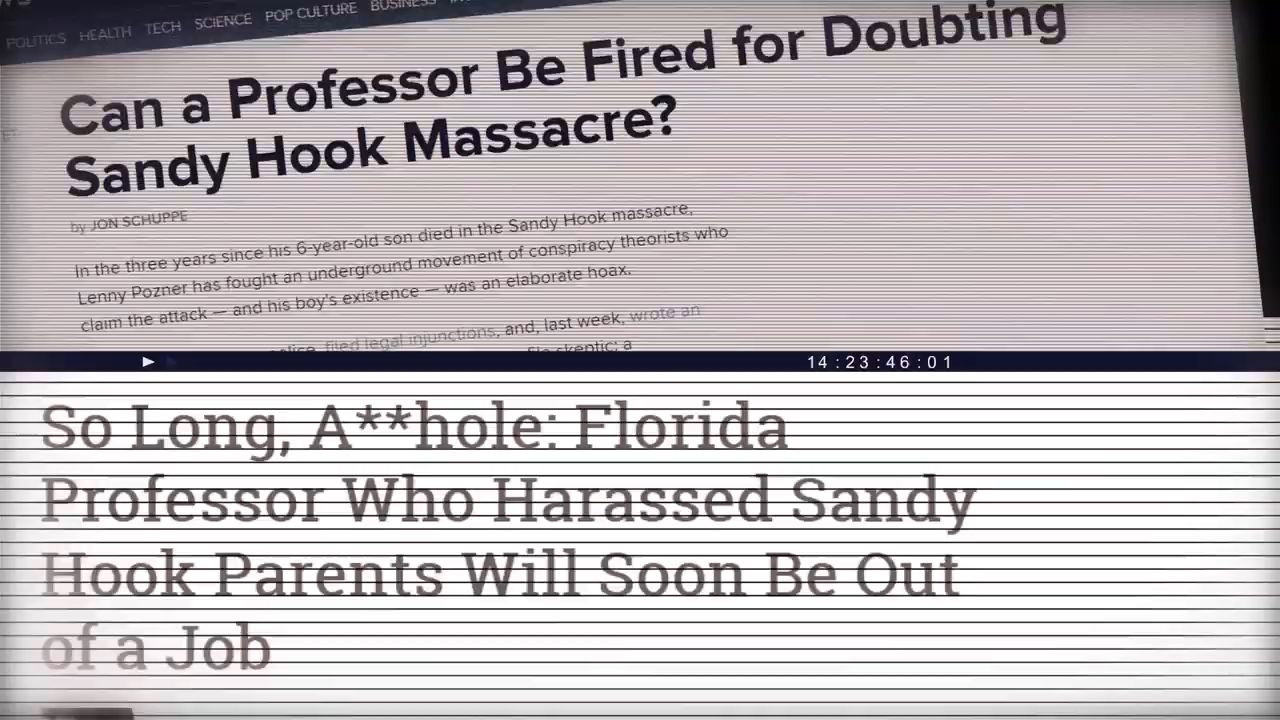 POLITICS HEALTH TECH SCIENCE POP CULTURE BUSINESS
Can a Professor Be Fired for Doubting
Sandy Hook Massacre?
by JON SCHUPPE
In the three years since his 6-year-old son died in the Sandy Hook massacre,
Lenny Pozner has fought an underground movement of conspiracy theorists who
claim the attack — and his boy's existence — was an elaborate hoax.
filed legal injunctions, and, last week, wrote an
skeptic: a
14:23:46:01
So Long, A**hole: Florida
Professor Who Harassed Sandy
Hook Parents Will Soon Be Out
of a Job